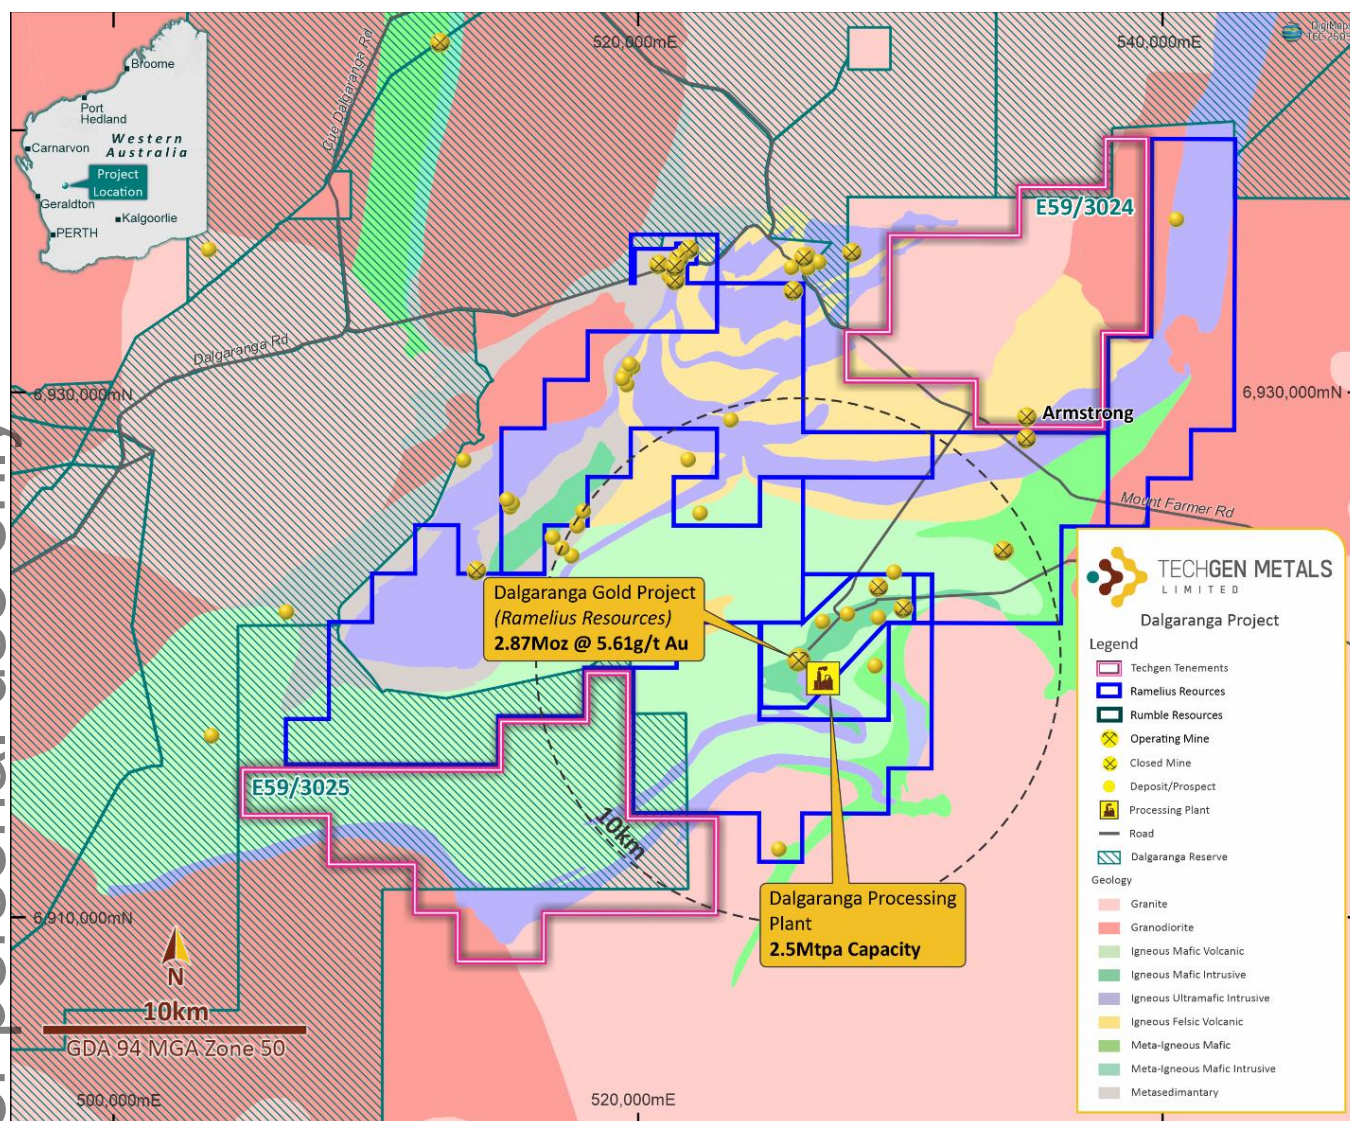 520,000mE
540,000mE
DigiMaps
TEC 2505
Broome
Port
Hedland
Western
Australia
Carnarvon
Project
Location
Geraldton
Kalgoorlie
PERTH
Cue Dalgaranga Rd
E59/3024
Dalgaranga Rd
6,930,000mN
6,930,000mN
Armstrong
Mount Farmer Rd
Dalgaranga Gold Project
(Ramelius Resources)
2.87Moz @ 5.61g/t Au
E59/3025
10km
Dalgaranga Processing
Plant
2.5Mtpa Capacity
6,910,000mN
N
10km
GDA 94 MGA Zone 50
500,000mE
520,000mE
TECHGEN METALS
LIMITED
Dalgaranga Project
Legend
Techgen Tenements
Ramelius Reources
Rumble Resources
Operating Mine
Closed Mine
Deposit/Prospect
Processing Plant
Road
Dalgaranga Reserve
Geology
Granite
Granodiorite
Igneous Mafic Volcanic
Igneous Mafic Intrusive
Igneous Ultramafic Intrusive
Igneous Felsic Volcanic
Meta-Igneous Mafic
Meta-Igneous Mafic Intrusive
Metasedimantary